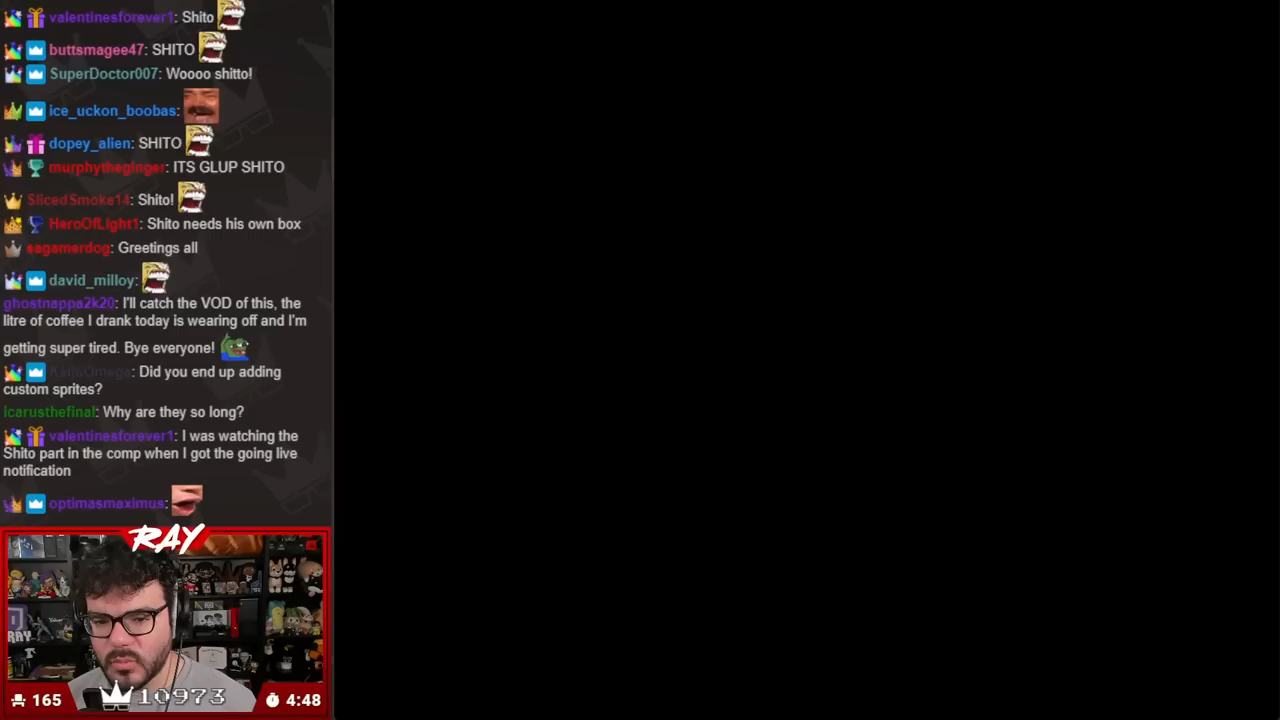 valentinesforever1: Shito
buttsmagee47: SHITO
SuperDoctor007: Woooo shitto!
ice_uckon_boobas:
dopey_alien: SHITO
murphytheginger: ITS GLUP SHITO
SlicedSmoke14: Shito!
HeroOfLight1: Shito needs his own box
sagamerdog: Greetings all
david_milloy:
ghostnappa2k20: I'll catch the VOD of this, the
litre of coffee I drank today is wearing off and I'm
getting super tired. Bye everyone!
: Did you end up adding
custom sprites?
icarusthefinal: Why are they so long?
valentinesforever1: I was watching the
Shito part in the comp when I got the going live
notification
optimasmaximus:
RAY
RAY
165
10973
4:48